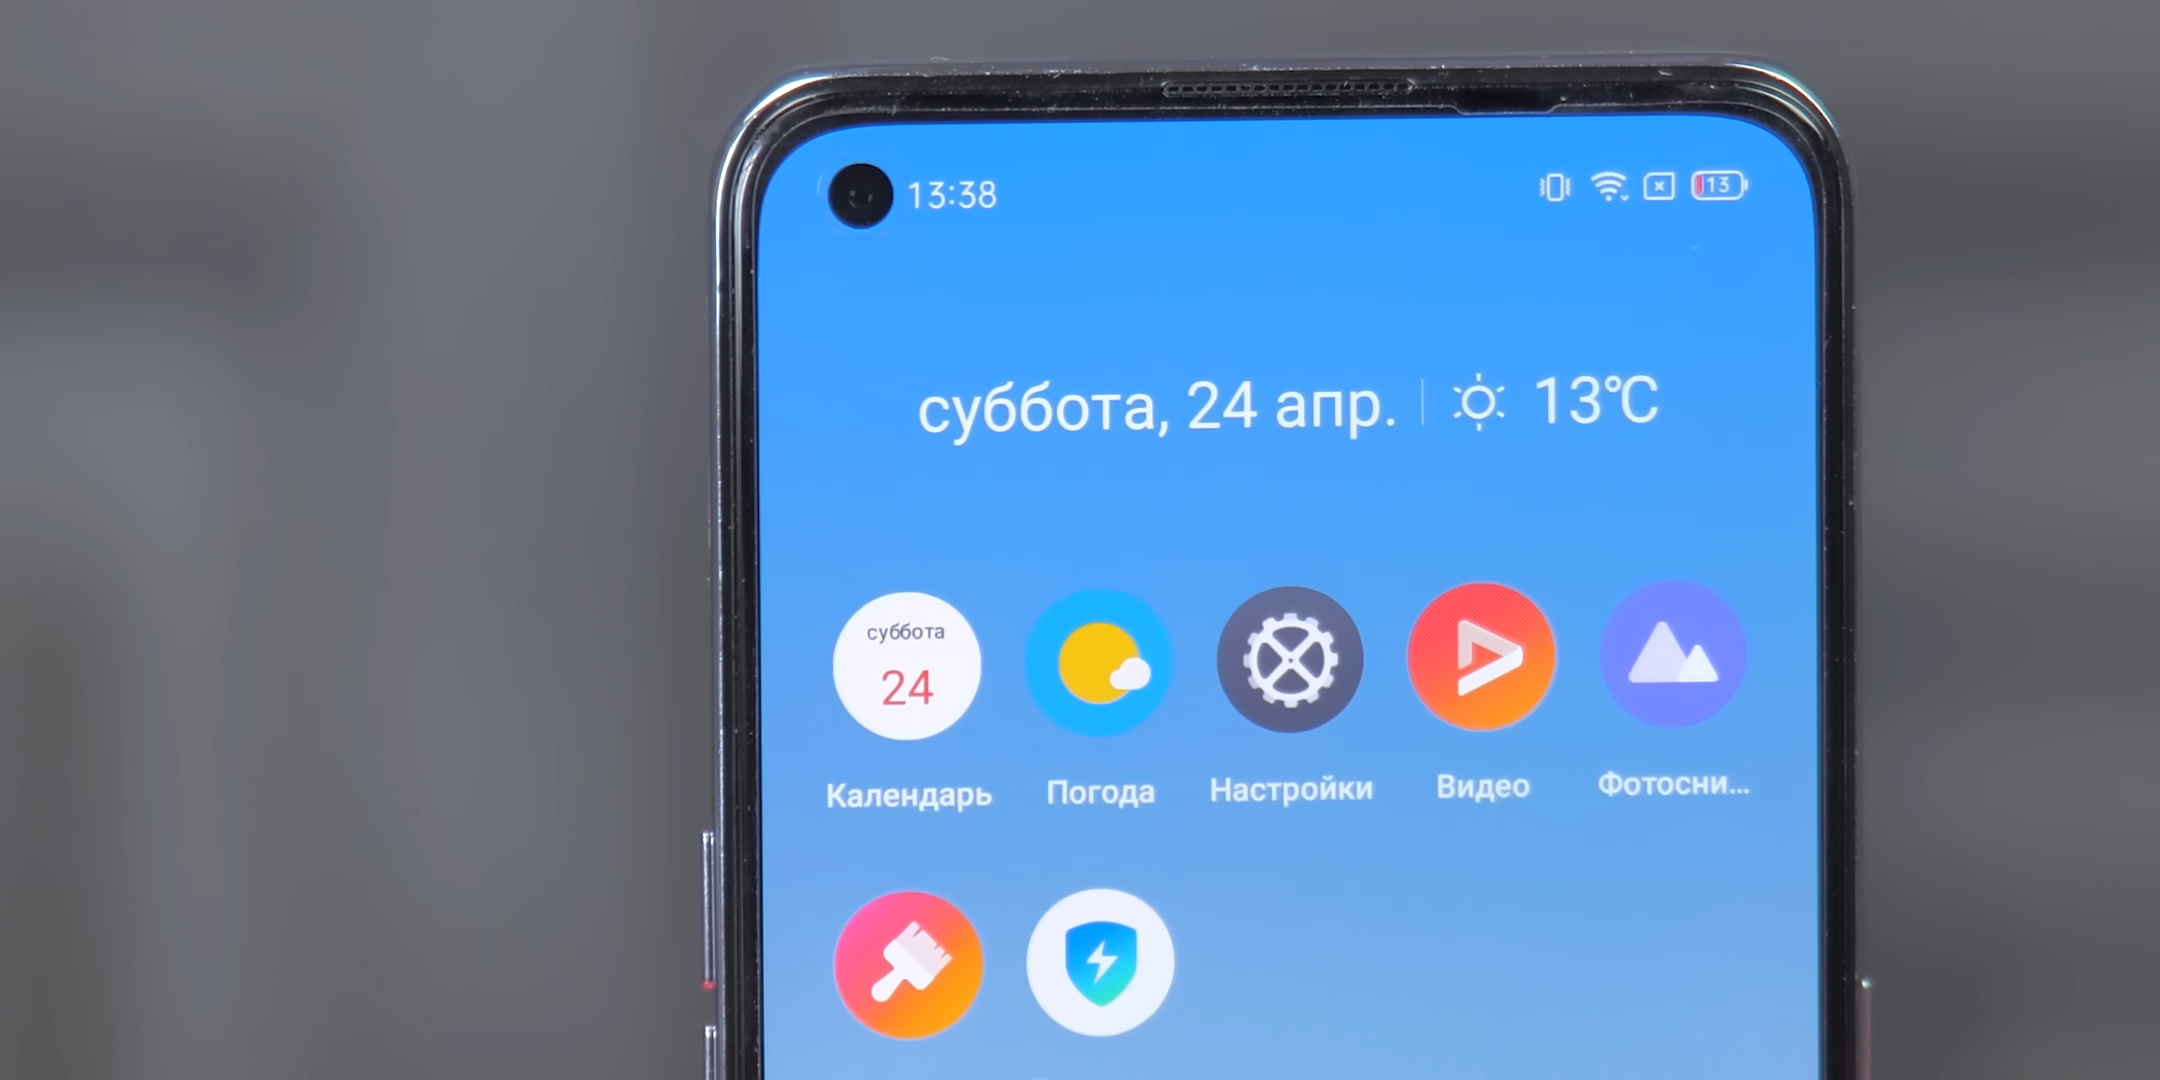 13:38 13
суббота, 24 апр. 13°C
суббота
24
Календарь Погода Настройки Видео Фотосни...